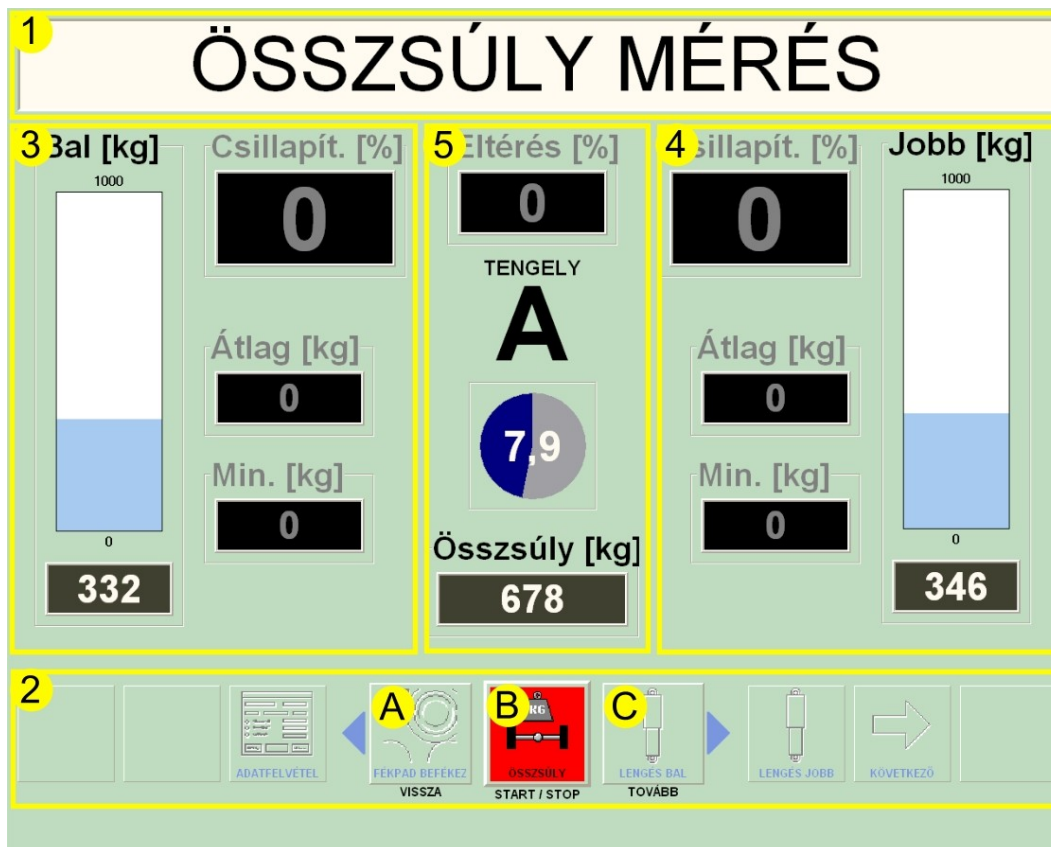 1
ÖSSZSÚLY MÉRÉS
3
Bal [kg]
1000
0
332
Csillapít. [%]
0
Átlag [kg]
0
Min. [kg]
0
5
Eltérés [%]
0
TENGELY
A
7,9
Összsúly [kg]
678
4
sillapít. [%]
0
Átlag [kg]
0
Min. [kg]
0
Jobb [kg]
1000
0
346
2
ADATFELVÉTEL
A
FÉKPAD BEFÉKEZ
VISSZA
B
KG
ÖSSZSÚLY
START / STOP
C
LENGÉS BAL
TOVÁBB
LENGÉS JOBB
KÖVETKEZŐ